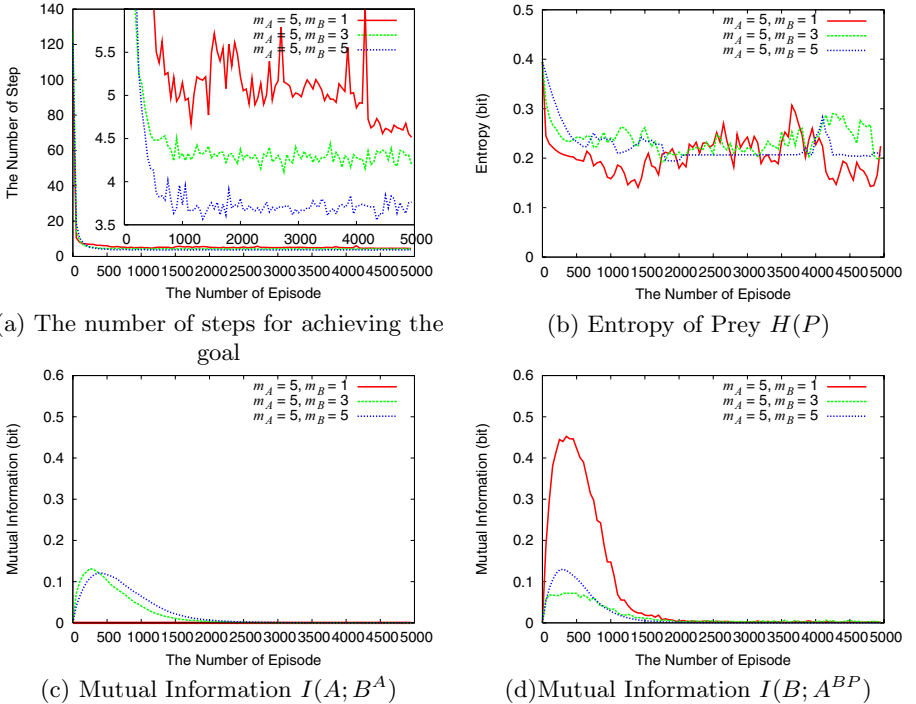 140
120
100
80
60
40
20
0
The Number of Step
5.5
5
4.5
4
3.5
m_A = 5, m_B = 1
m_A = 5, m_B = 3
m_A = 5, m_B = 5
0 1000 2000 3000 4000 5000
0 500 1000 1500 2000 2500 3000 3500 4000 4500 5000
The Number of Episode
a) The number of steps for achieving the
goal
0.5
0.4
0.3
0.2
0.1
0
Entropy (bit)
m_A = 5, m_B = 1
m_A = 5, m_B = 3
m_A = 5, m_B = 5
0 500 1000 1500 2000 2500 3000 3500 4000 4500 5000
The Number of Episode
(b) Entropy of Prey H(P)
0.6
0.5
0.4
0.3
0.2
0.1
0
Mutual Information (bit)
m_A = 5, m_B = 1
m_A = 5, m_B = 3
m_A = 5, m_B = 5
0 500 1000 1500 2000 2500 3000 3500 4000 4500 5000
The Number of Episode
(c) Mutual Information I(A; B^A)
0.6
0.5
0.4
0.3
0.2
0.1
0
Mutual Information (bit)
m_A = 5, m_B = 1
m_A = 5, m_B = 3
m_A = 5, m_B = 5
0 500 1000 1500 2000 2500 3000 3500 4000 4500 5000
The Number of Episode
(d)Mutual Information I(B; A^{BP})